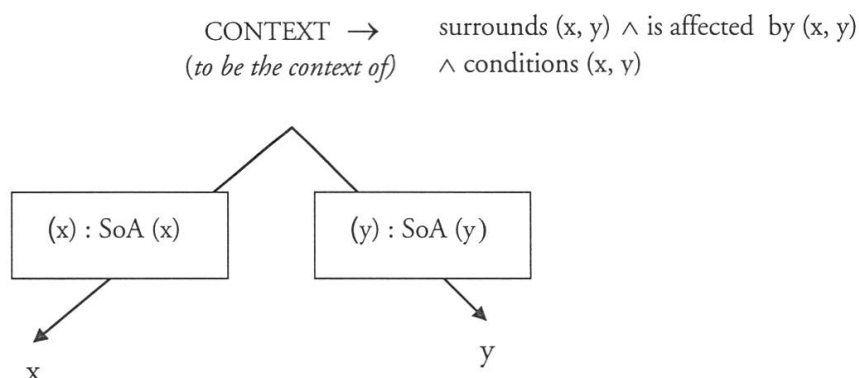 CONTEXT → surrounds (x, y) ∧ is affected by (x, y)
(to be the context of) ∧ conditions (x, y)
(x) : SoA (x) (y) : SoA (y)
x y